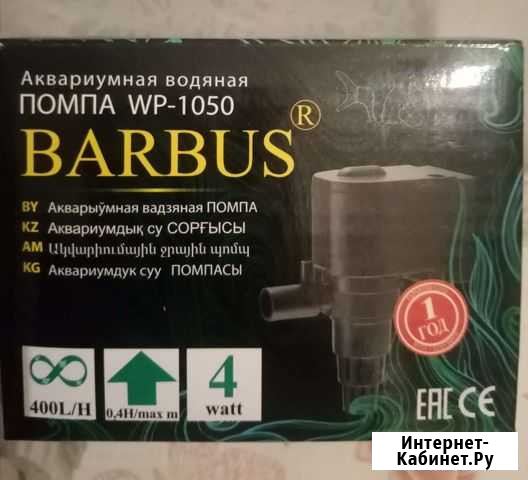 Аквариумная водяная
ПОМПА WP-1050
BARBUS®
BY Акварыўмная вадзяная ПОМПА
KZ Аквариумдық су СОРҒЫСЫ
AM Ակվարիումային ջրային պոմպ
KG Аквариумдук суу ПОМПАСЫ
1
ГОД
400L/H
0,4H/max m
4
watt
EAC CE
Интернет-
Кабинет.Ру